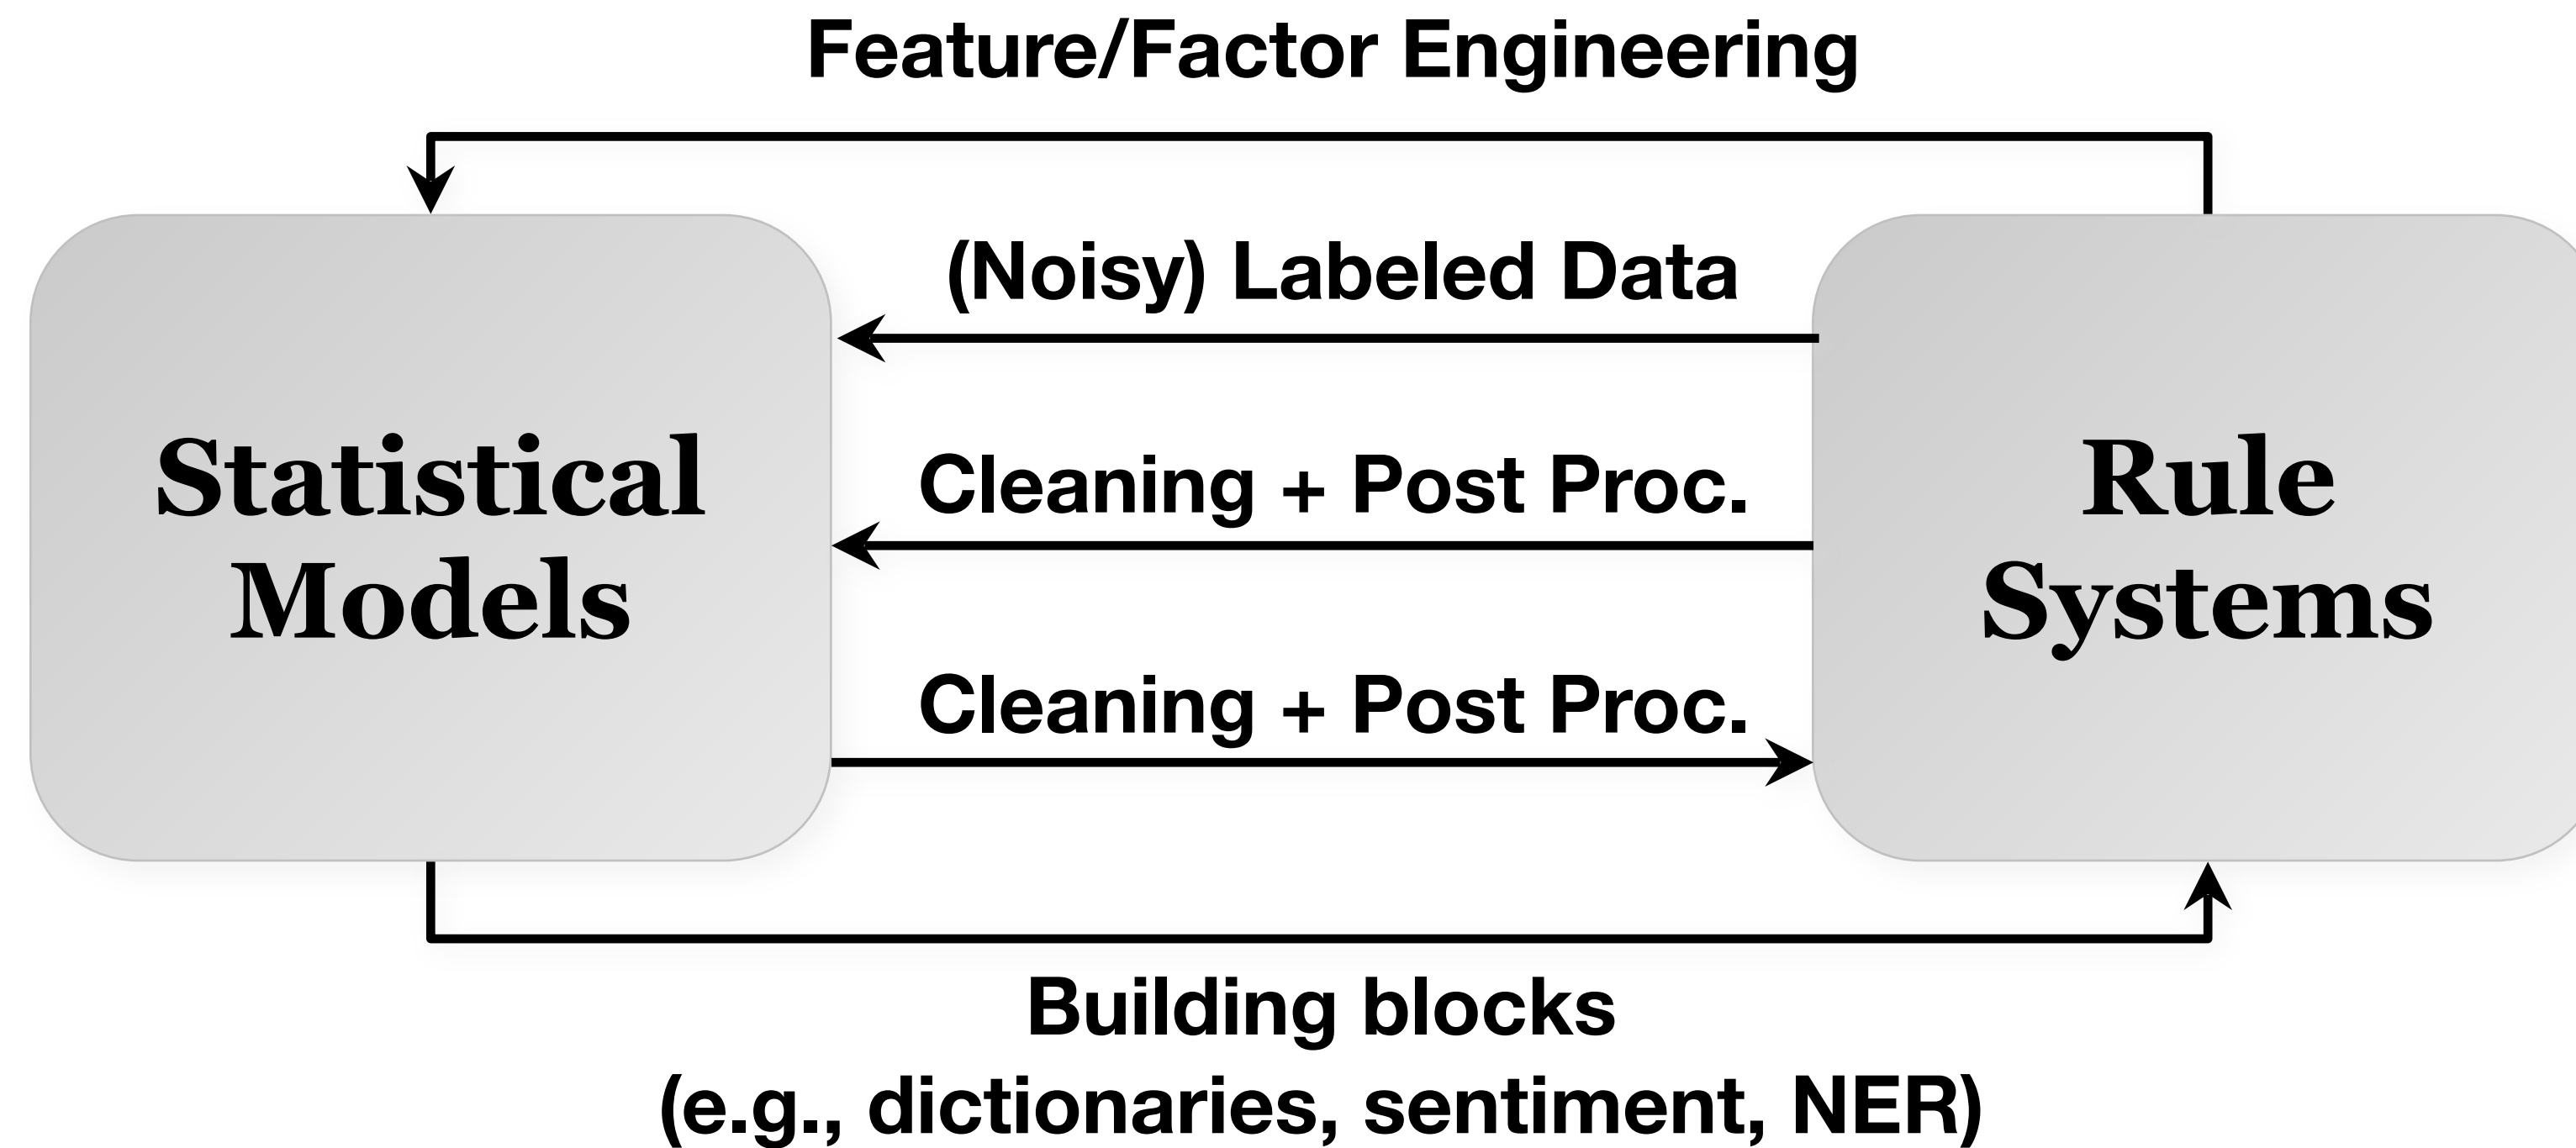 Feature/Factor Engineering
(Noisy) Labeled Data
Statistical
Models
Cleaning + Post Proc.
Cleaning + Post Proc.
Rule
Systems
Building blocks
(e.g., dictionaries, sentiment, NER)